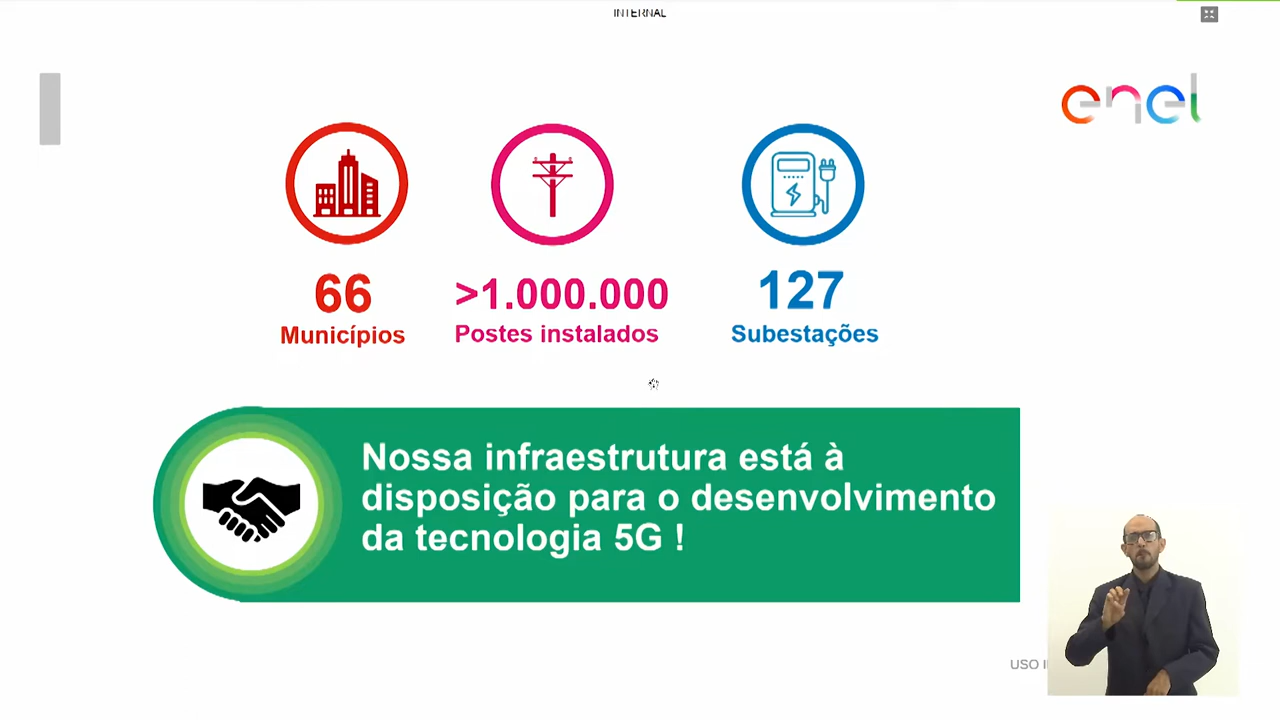 INTERNAL
enel
66
Municípios
>1.000.000
Postes instalados
127
Subestações
Nossa infraestrutura está à
disposição para o desenvolvimento
da tecnologia 5G !
USO